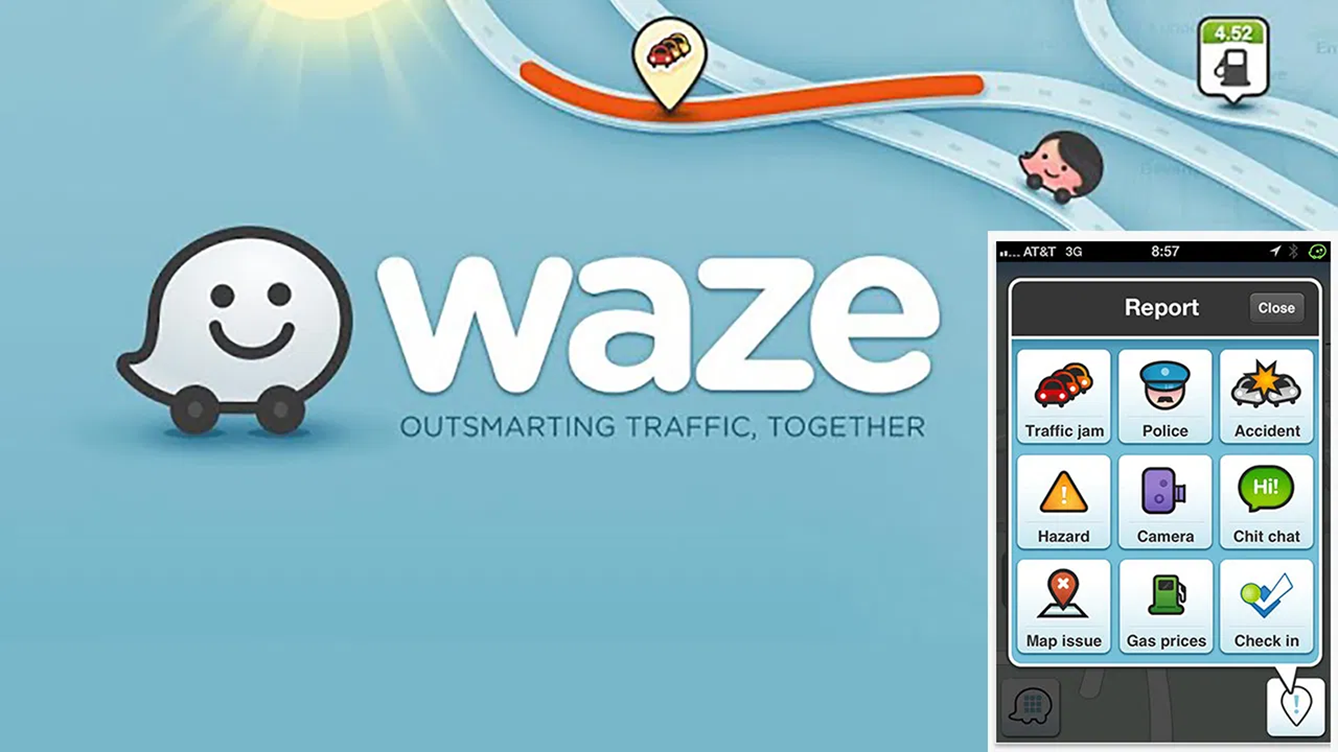 4.52
waze
OUTSMARTING TRAFFIC, TOGETHER
AT&T 3G 8:57
Report Close
Traffic jam Police Accident
Hi!
Hazard Camera Chit chat
Map issue Gas prices Check in